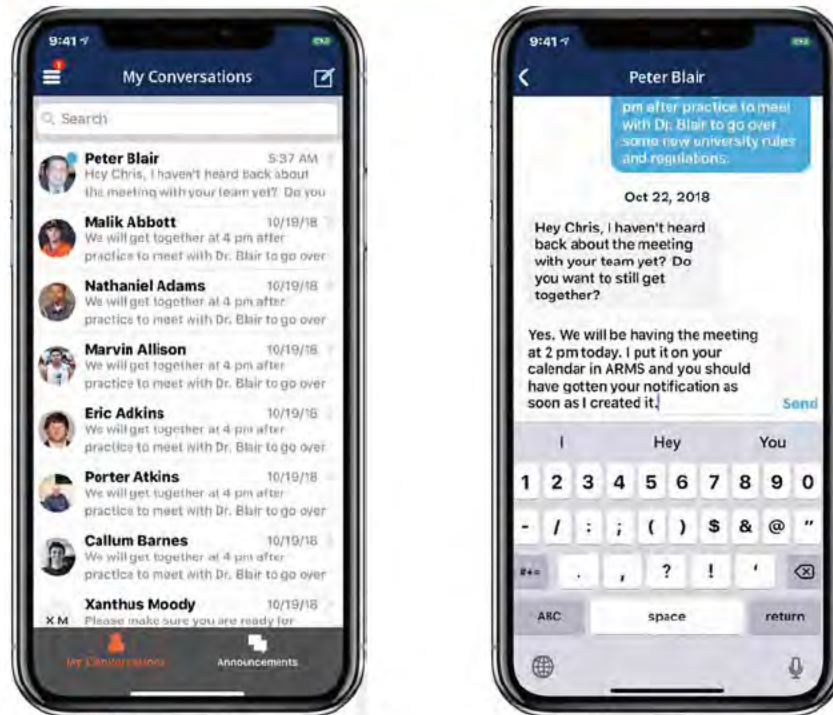 9:41
1
My Conversations
Search
Peter Blair 5:37 AM
Hey Chris, I haven't heard back about
the meeting with your team yet? Do you
Malik Abbott 10/19/18
We will get together at 4 pm after
practice to meet with Dr. Blair to go over
Nathaniel Adams 10/19/18
We will get together at 4 pm after
practice to meet with Dr. Blair to go over
Marvin Allison 10/19/18
We will get together at 4 pm after
practice to meet with Dr. Blair to go over
Eric Adkins 10/19/18
We will get together at 4 pm after
practice to meet with Dr. Blair to go over
Porter Atkins 10/19/18
We will get together at 4 pm after
practice to meet with Dr. Blair to go over
Callum Barnes 10/19/18
We will get together at 4 pm after
practice to meet with Dr. Blair to go over
Xanthus Moody 10/19/18
X M Please make sure you are ready for
My Conversations Announcements
9:41
Peter Blair
pm after practice to meet
with Dr. Blair to go over
some new university rules
and regulations.
Oct 22, 2018
Hey Chris, I haven't heard
back about the meeting
with your team yet? Do
you want to still get
together?
Yes. We will be having the meeting
at 2 pm today. I put it on your
calendar in ARMS and you should
have gotten your notification as
soon as I created it.
Send
I Hey You
1 2 3 4 5 6 7 8 9 0
- / : ; ( ) $ & @ "
#+= . , ? ! '
ABC space return